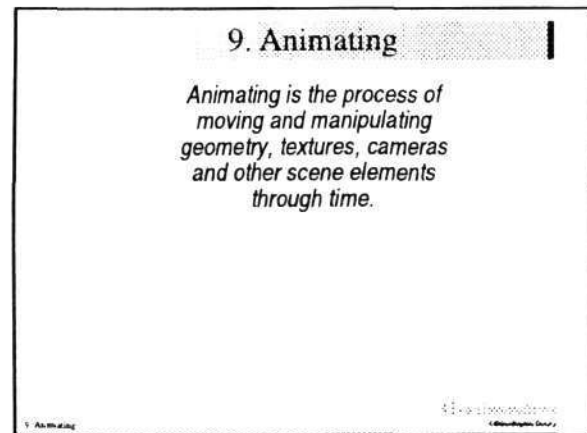 9. Animating
Animating is the process of
moving and manipulating
geometry, textures, cameras
and other scene elements
through time.
9 Animating